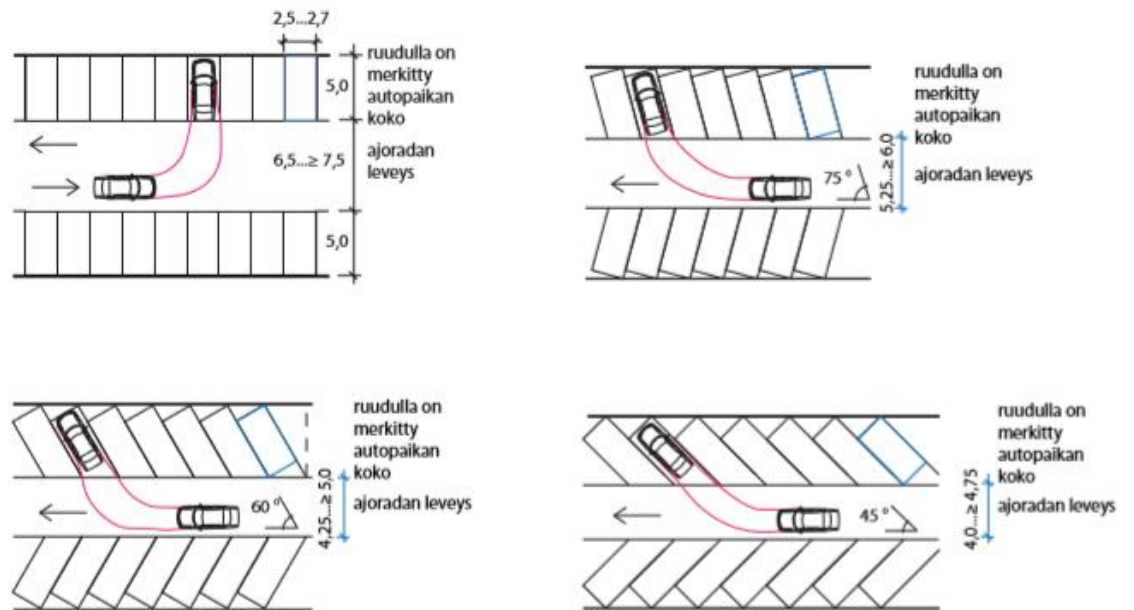 2,5...2,7
5,0
ruudulla on
merkitty
autopaikan
koko
6,5...≥ 7,5
ajoradan
leveys
5,0
ruudulla on
merkitty
autopaikan
koko
75 °
5,25...≥ 6,0
ajoradan leveys
ruudulla on
merkitty
autopaikan
koko
60 °
4,25...≥ 5,0
ajoradan leveys
ruudulla on
merkitty
autopaikan
koko
45 °
4,0...≥ 4,75
ajoradan leveys